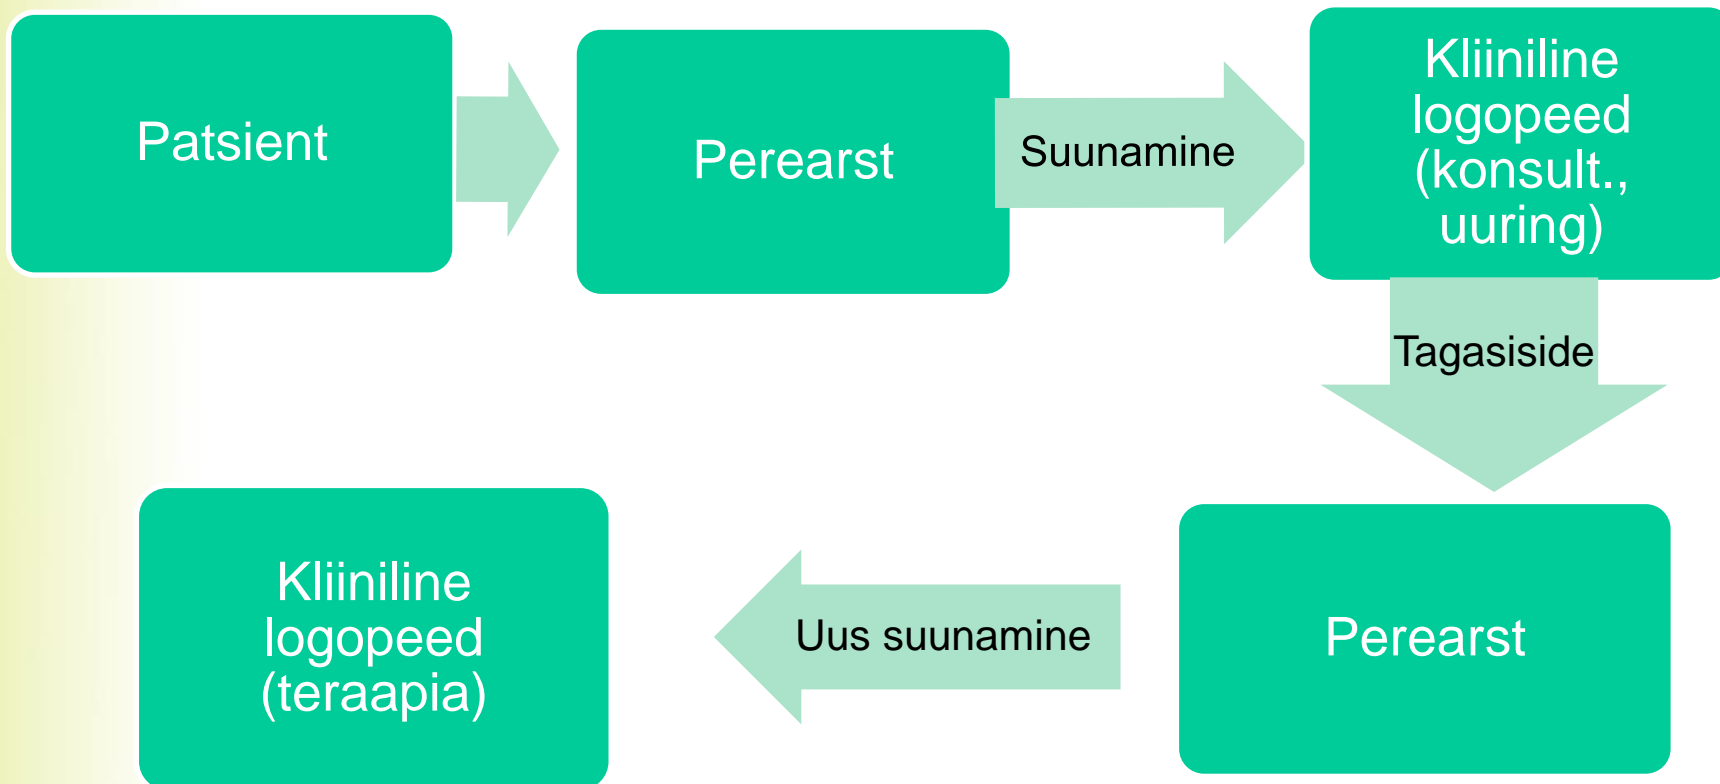 Patsient
Perearst
Suunamine
Kliiniline
logopeed
(konsult.,
uuring)
Tagasiside
Perearst
Uus suunamine
Kliiniline
logopeed
(teraapia)